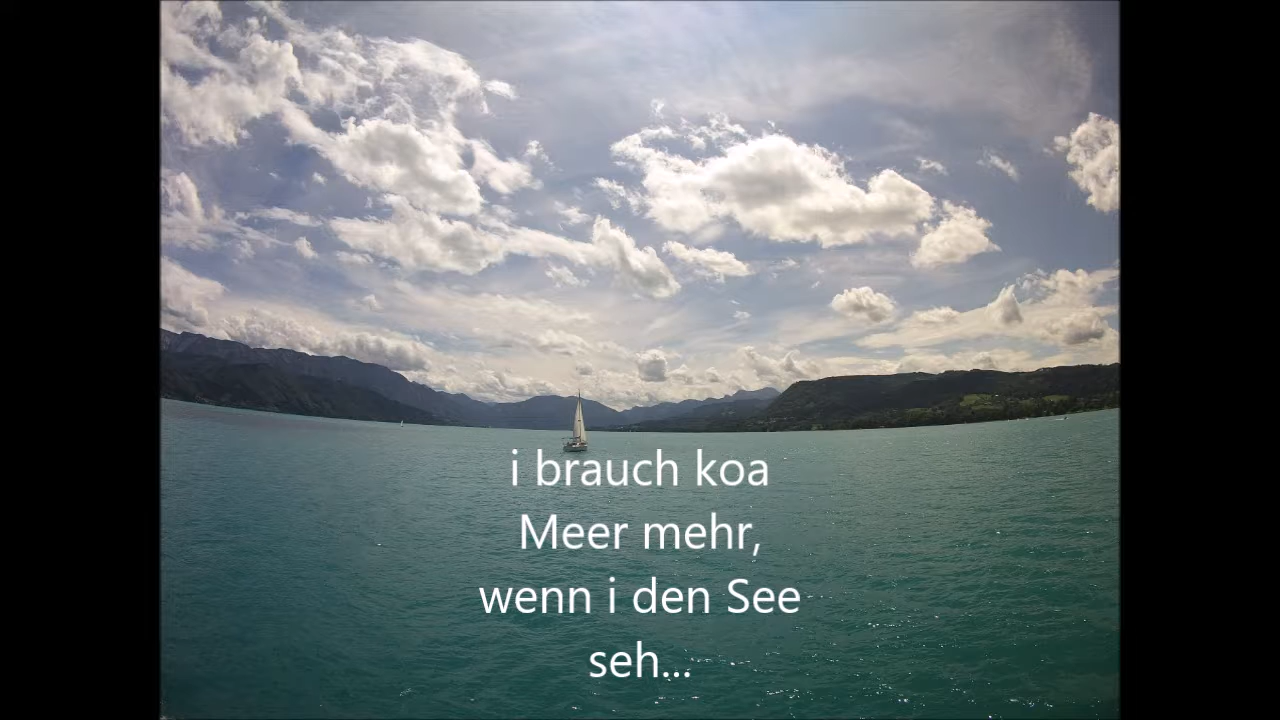 i brauch koa
Meer mehr,
wenn i den See
seh...